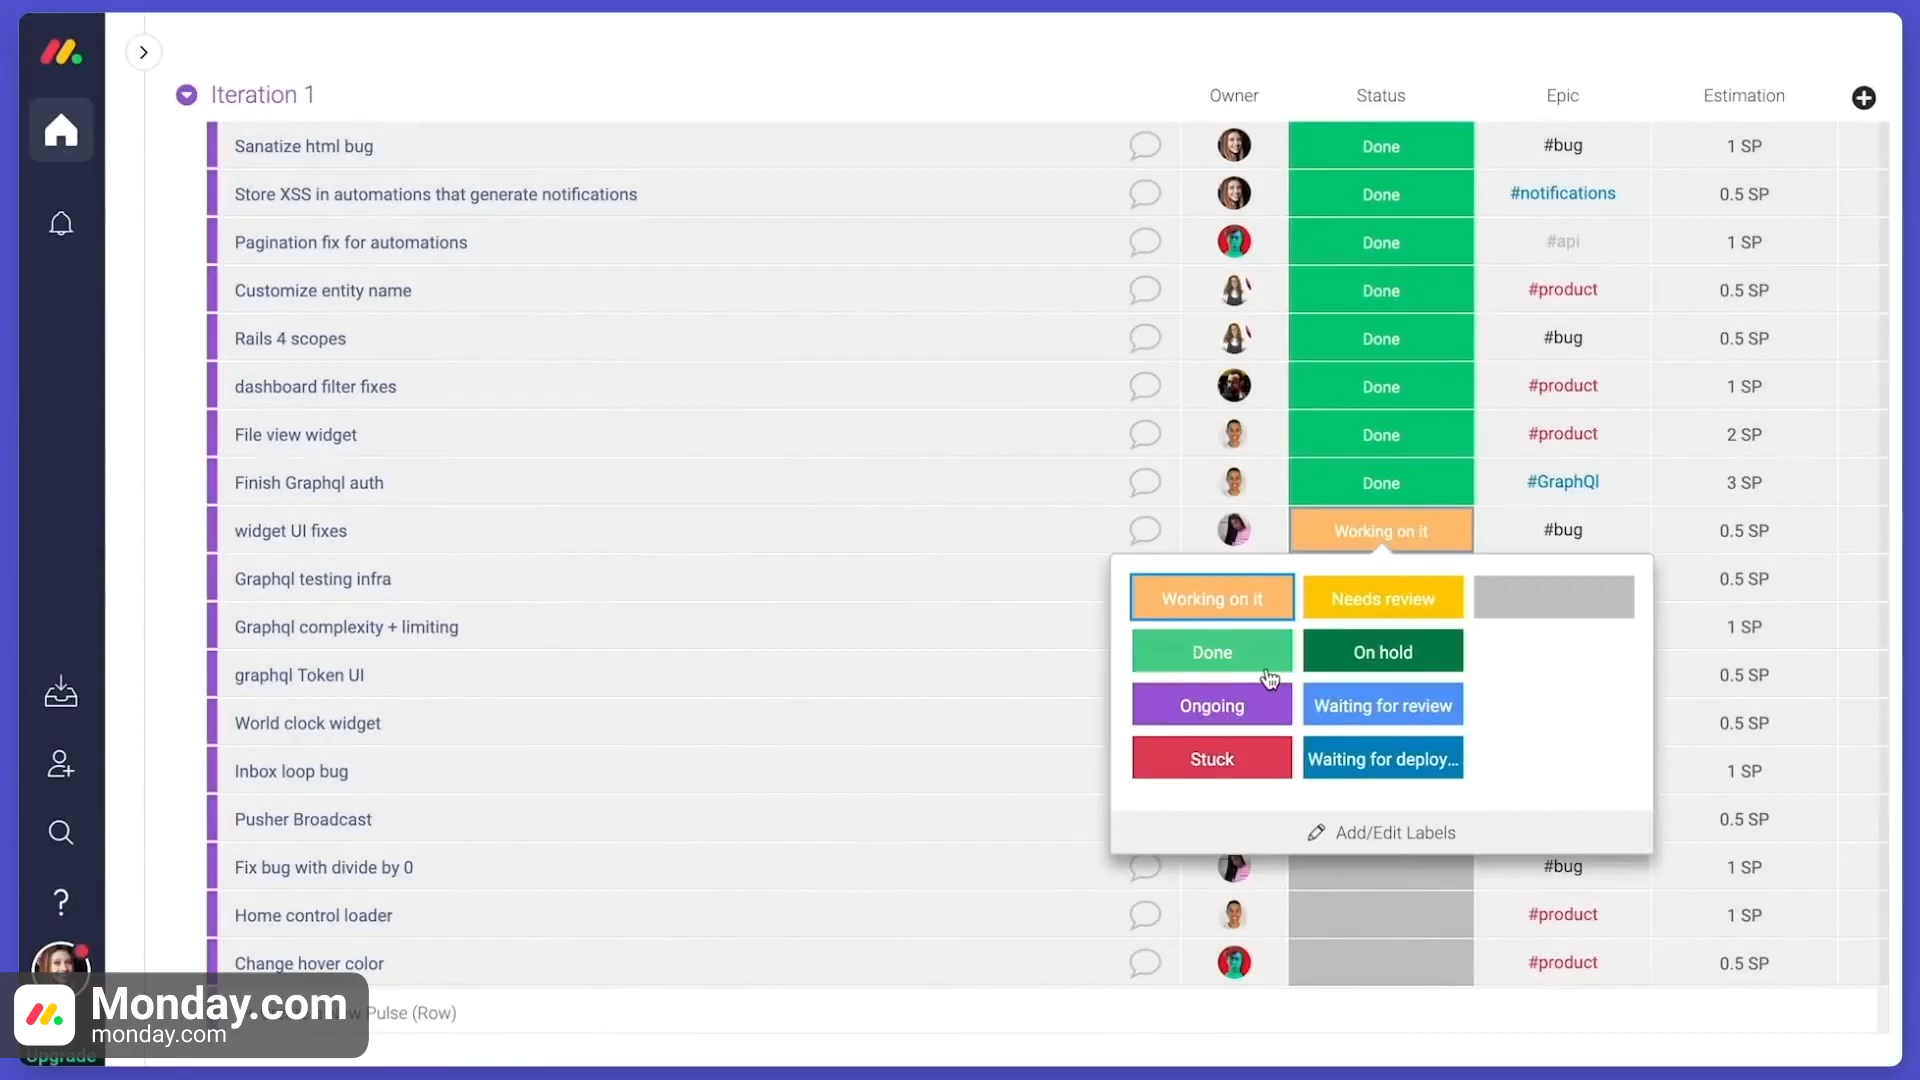 Iteration 1 Owner Status Epic Estimation
Sanatize html bug Done #bug 1 SP
Store XSS in automations that generate notifications Done #notifications 0.5 SP
Pagination fix for automations Done #api 1 SP
Customize entity name Done #product 0.5 SP
Rails 4 scopes Done #bug 0.5 SP
dashboard filter fixes Done #product 1 SP
File view widget Done #product 2 SP
Finish Graphql auth Done #GraphQl 3 SP
widget UI fixes Working on it #bug 0.5 SP
Graphql testing infra 0.5 SP
Working on it Needs review
Graphql complexity + limiting 1 SP
Done On hold
graphql Token UI 0.5 SP
Ongoing Waiting for review
World clock widget 0.5 SP
Stuck Waiting for deploy...
Inbox loop bug 1 SP
Pusher Broadcast 0.5 SP
Add/Edit Labels
Fix bug with divide by 0 #bug 1 SP
Home control loader #product 1 SP
Change hover color #product 0.5 SP
Pulse (Row)
Monday.com
monday.com
Upgrade